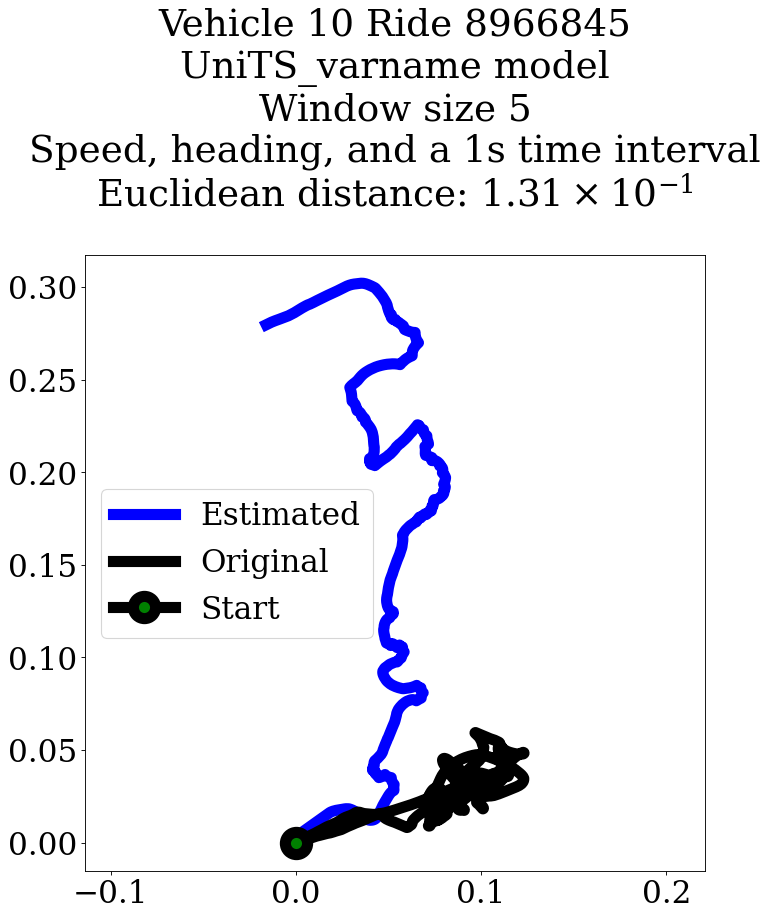 Vehicle 10 Ride 8966845
UniTS_varname model
Window size 5
Speed, heading, and a 1s time interval
Euclidean distance: 1.31 × 10⁻¹
0.30
0.25
0.20
0.15
0.10
0.05
0.00
Estimated
Original
Start
−0.1 0.0 0.1 0.2